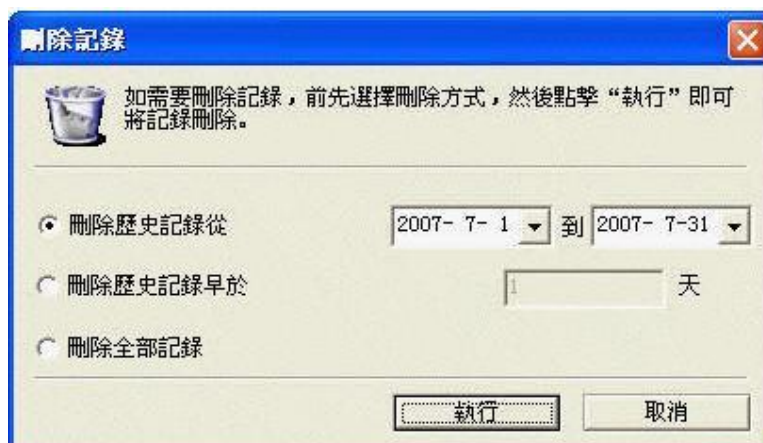 刪除記錄
如需要刪除記錄，前先選擇刪除方式，然後點擊“執行”即可
將記錄刪除。
刪除歷史記錄從 2007- 7- 1 到 2007- 7-31
刪除歷史記錄早於 1 天
刪除全部記錄
執行 取消